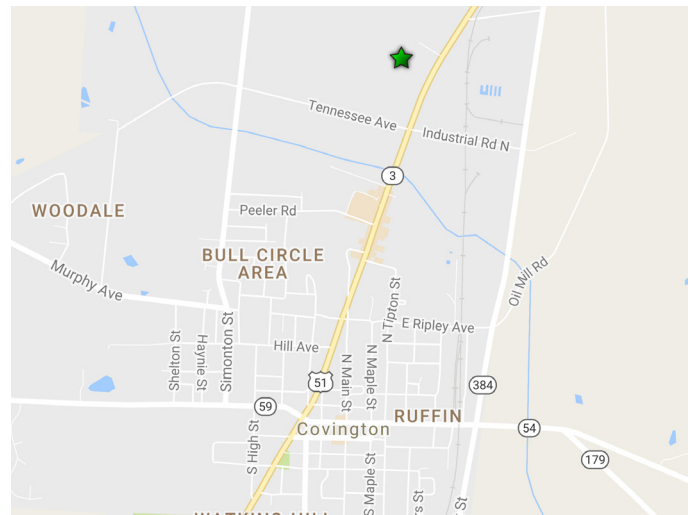 Tennessee Ave
Industrial Rd N
3
WOODALE
Peeler Rd
BULL CIRCLE
AREA
Murphy Ave
Oil Mill Rd
N Tipton St
E Ripley Ave
Hill Ave
Shelton St
Haynie St
Simonton St
51
N Main St
N Maple St
384
59
RUFFIN
Covington
54
S High St
179
S Maple St